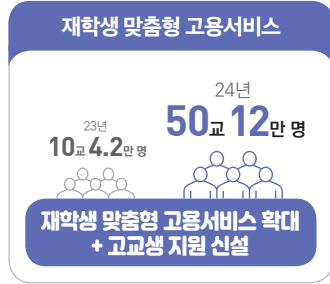 재학생 맞춤형 고용서비스
23년
10교 4.2만 명
24년
50교 12만 명
재학생 맞춤형 고용서비스 확대
+ 고교생 지원 신설